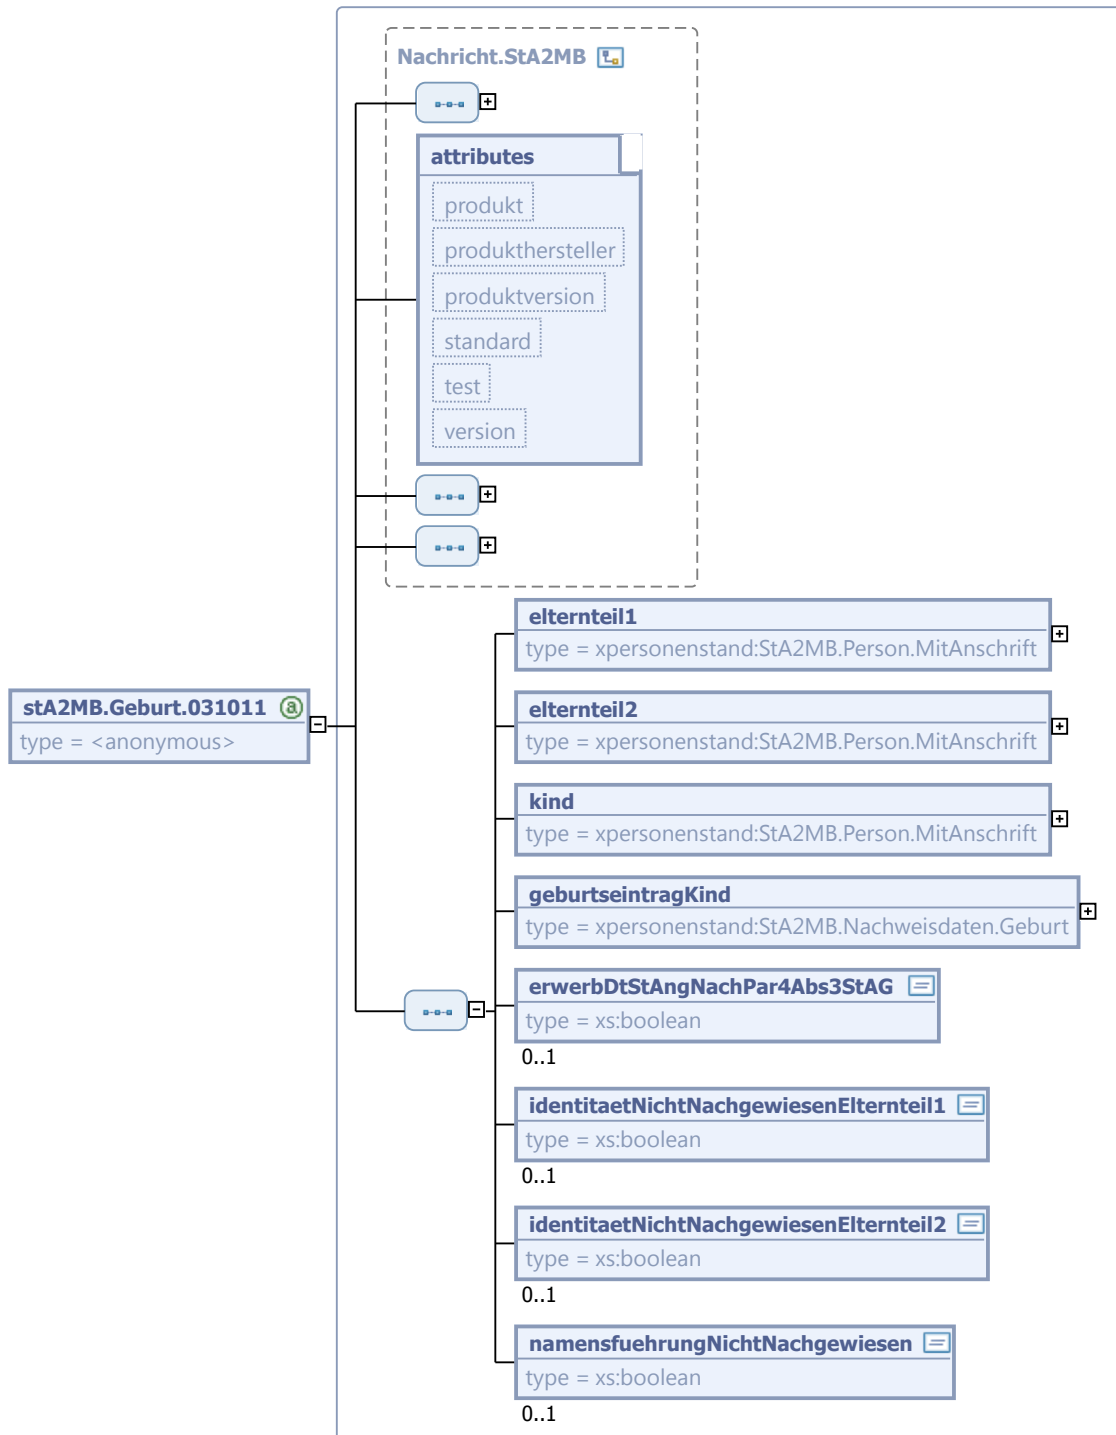 Nachricht.StA2MB
attributes
produkt
produkthersteller
produktversion
standard
test
version
elternteil1
type = xpersonenstand:StA2MB.Person.MitAnschrift
elternteil2
type = xpersonenstand:StA2MB.Person.MitAnschrift
stA2MB.Geburt.031011 a
type = <anonymous>
kind
type = xpersonenstand:StA2MB.Person.MitAnschrift
geburtseintragKind
type = xpersonenstand:StA2MB.Nachweisdaten.Geburt
erwerbDtStAngNachPar4Abs3StAG
type = xs:boolean
0..1
identitaetNichtNachgewiesenElternteil1
type = xs:boolean
0..1
identitaetNichtNachgewiesenElternteil2
type = xs:boolean
0..1
namensfuehrungNichtNachgewiesen
type = xs:boolean
0..1